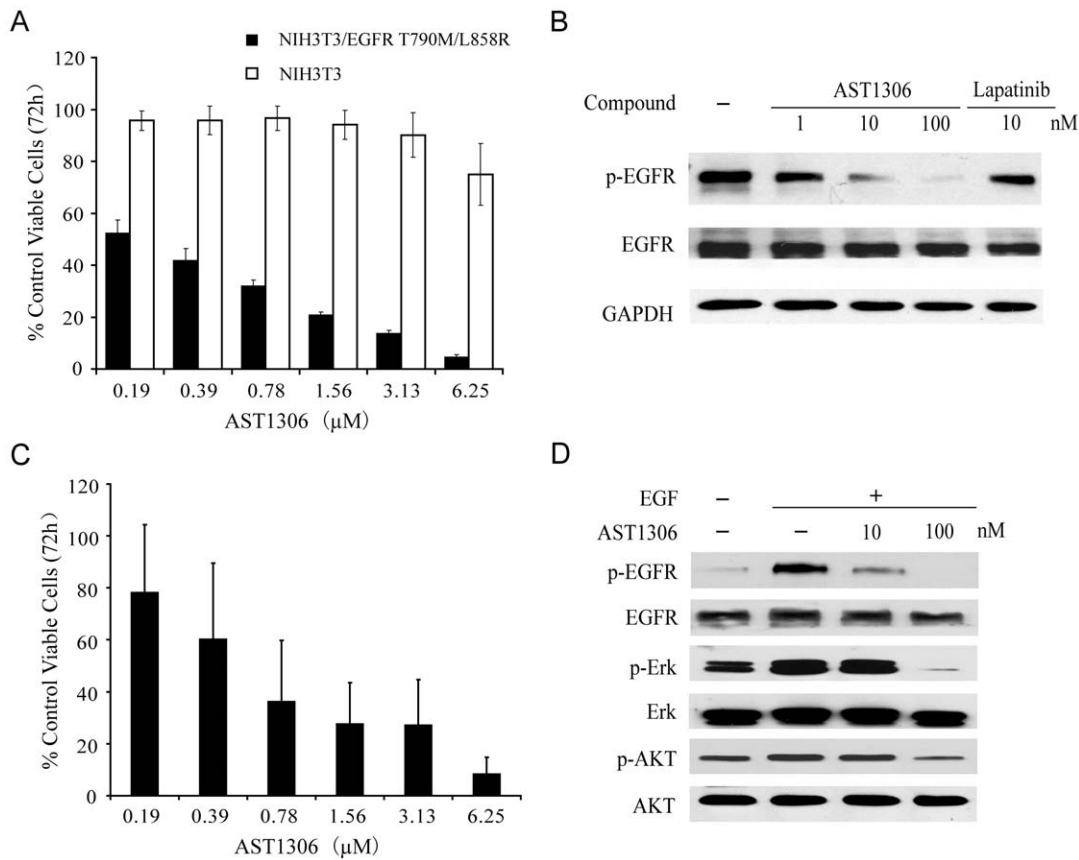 A
NIH3T3/EGFR T790M/L858R
NIH3T3
% Control Viable Cells (72h)
120
100
80
60
40
20
0
0.19 0.39 0.78 1.56 3.13 6.25
AST1306 (μM)
B
Compound – AST1306 Lapatinib
1 10 100 10 nM
p-EGFR
EGFR
GAPDH
C
% Control Viable Cells (72h)
120
100
80
60
40
20
0
0.19 0.39 0.78 1.56 3.13 6.25
AST1306 (μM)
D
EGF – +
AST1306 – – 10 100 nM
p-EGFR
EGFR
p-Erk
Erk
p-AKT
AKT